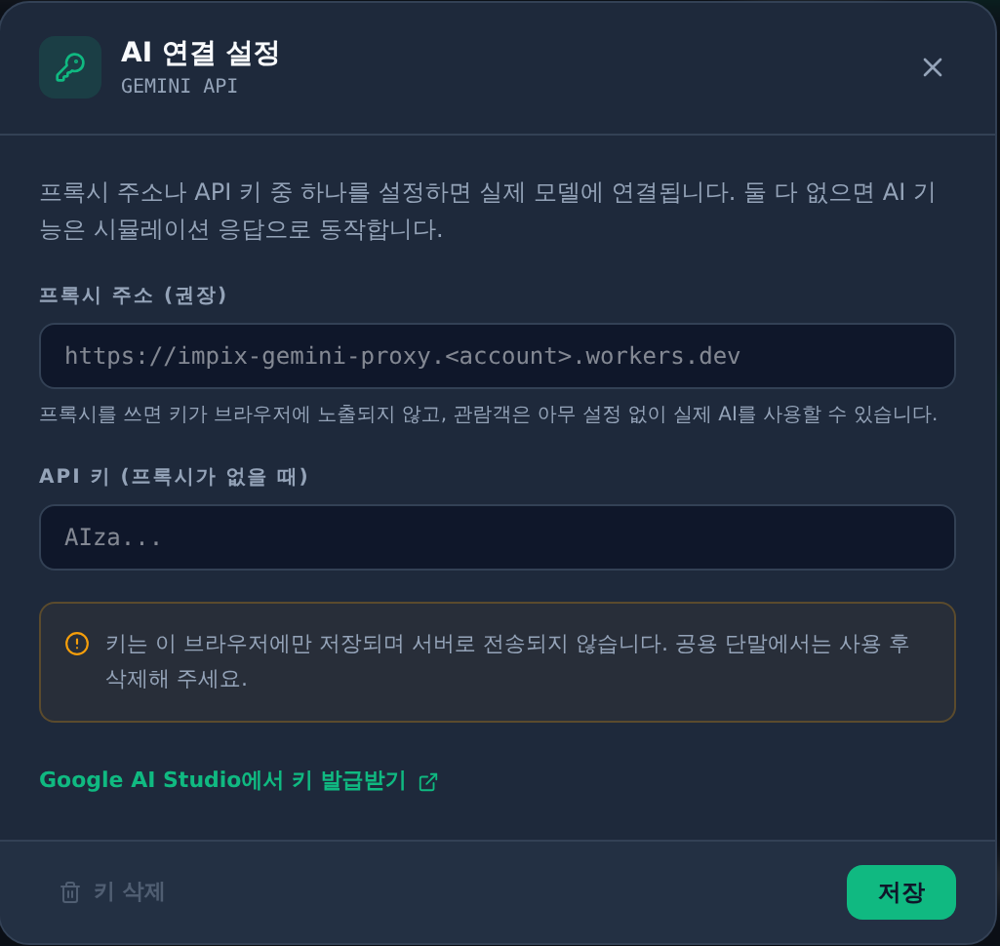 AI 연결 설정
GEMINI API
프록시 주소나 API 키 중 하나를 설정하면 실제 모델에 연결됩니다. 둘 다 없으면 AI 기
능은 시뮬레이션 응답으로 동작합니다.
프록시 주소 (권장)
https://impix-gemini-proxy.<account>.workers.dev
프록시를 쓰면 키가 브라우저에 노출되지 않고, 관람객은 아무 설정 없이 실제 AI를 사용할 수 있습니다.
API 키 (프록시가 없을 때)
AIza...
키는 이 브라우저에만 저장되며 서버로 전송되지 않습니다. 공용 단말에서는 사용 후
삭제해 주세요.
Google AI Studio에서 키 발급받기
키 삭제
저장